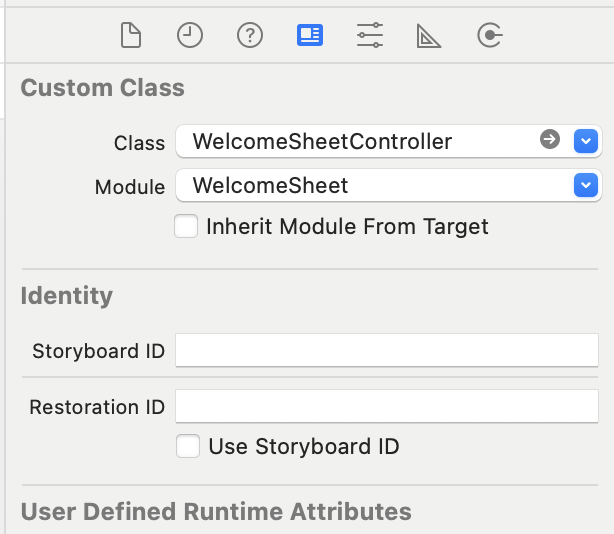 ?
Custom Class
Class WelcomeSheetController
Module WelcomeSheet
Inherit Module From Target
Identity
Storyboard ID
Restoration ID
Use Storyboard ID
User Defined Runtime Attributes